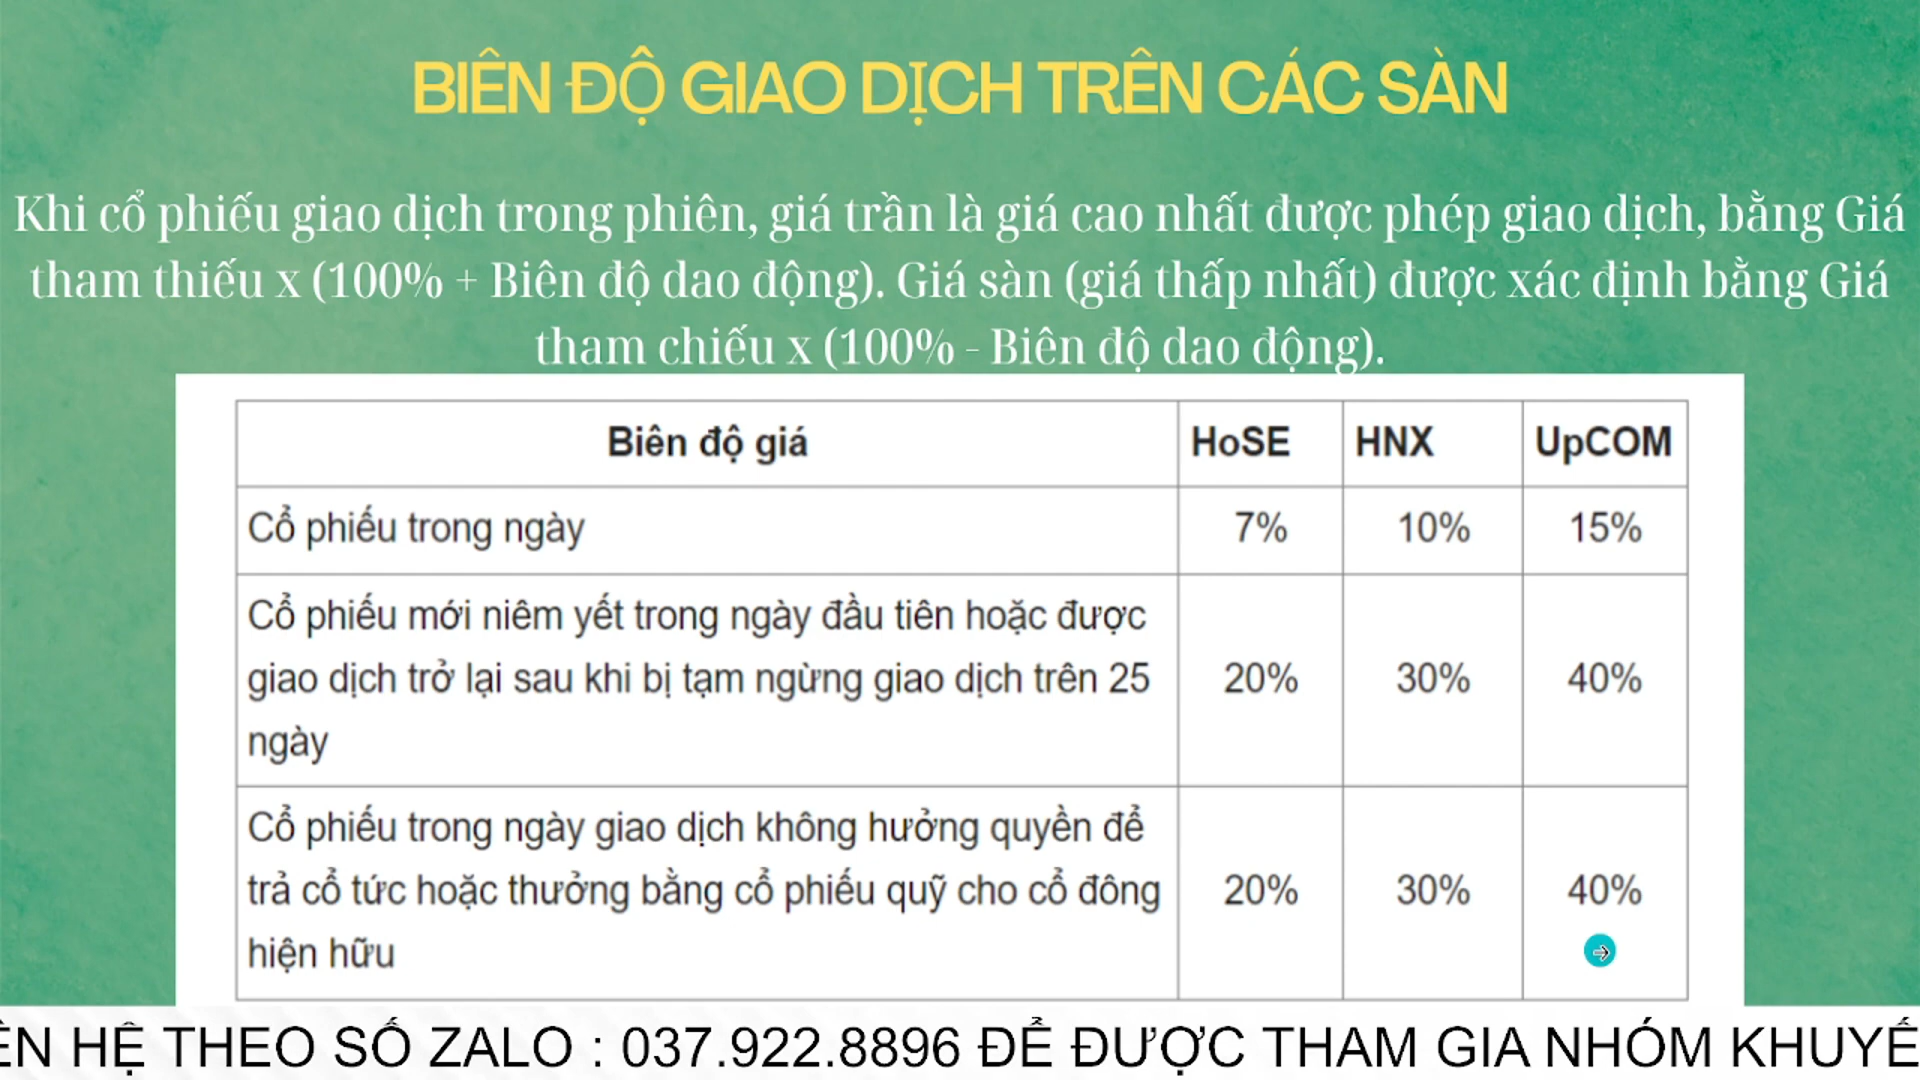 BIÊN ĐỘ GIAO DỊCH TRÊN CÁC SÀN
Khi cổ phiếu giao dịch trong phiên, giá trần là giá cao nhất được phép giao dịch, bằng Giá
tham thiếu x (100% + Biên độ dao động). Giá sàn (giá thấp nhất) được xác định bằng Giá
tham chiếu x (100% - Biên độ dao động).
Biên độ giá HoSE HNX UpCOM
Cổ phiếu trong ngày 7% 10% 15%
Cổ phiếu mới niêm yết trong ngày đầu tiên hoặc được
giao dịch trở lại sau khi bị tạm ngừng giao dịch trên 25 20% 30% 40%
ngày
Cổ phiếu trong ngày giao dịch không hưởng quyền để
trả cổ tức hoặc thưởng bằng cổ phiếu quỹ cho cổ đông 20% 30% 40%
hiện hữu
ÊN HỆ THEO SỐ ZALO : 037.922.8896 ĐỂ ĐƯỢC THAM GIA NHÓM KHUYẾ